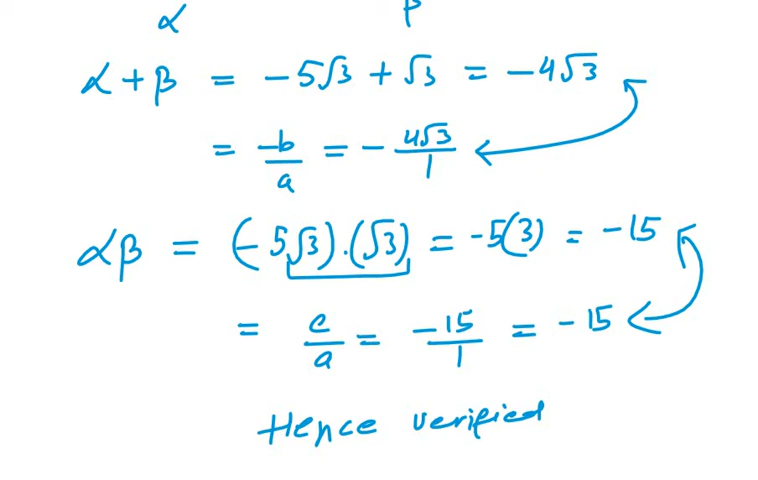 α β
α + β = -5√3 + √3 = -4√3
= -b/a = - 4√3/1
αβ = (-5√3).(√3) = -5(3) = -15
= c/a = -15/1 = -15
Hence verified